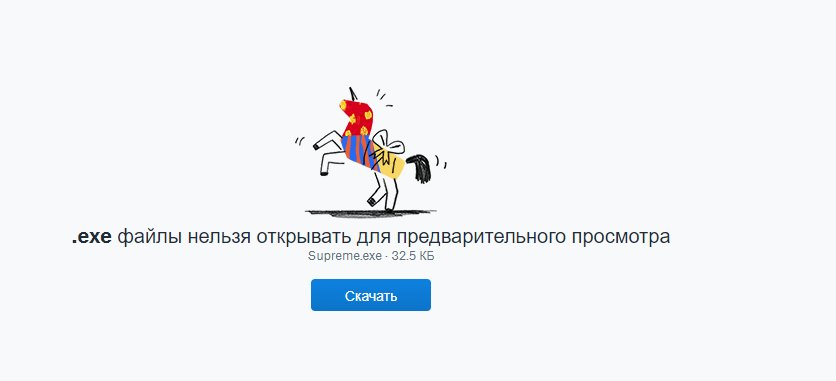 .exe файлы нельзя открывать для предварительного просмотра
Supreme.exe · 32.5 КБ
Скачать